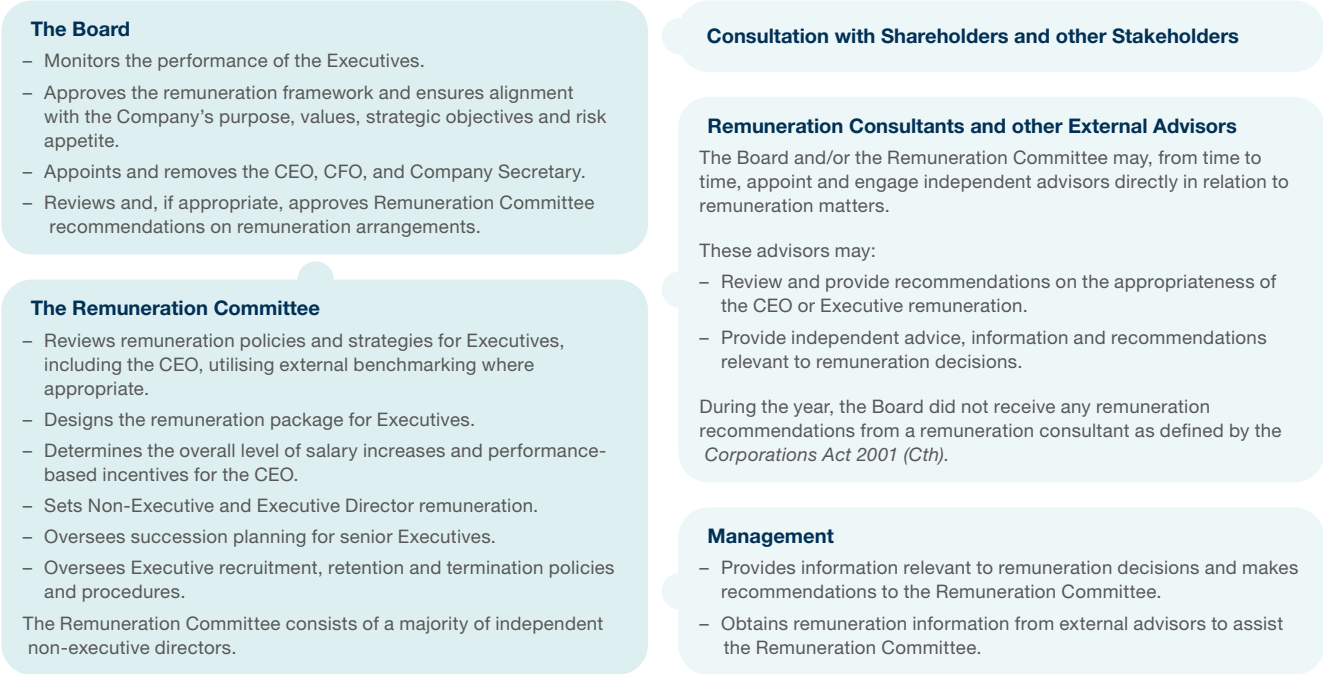 The Board
– Monitors the performance of the Executives.
– Approves the remuneration framework and ensures alignment
with the Company's purpose, values, strategic objectives and risk
appetite.
– Appoints and removes the CEO, CFO, and Company Secretary.
– Reviews and, if appropriate, approves Remuneration Committee
recommendations on remuneration arrangements.
The Remuneration Committee
– Reviews remuneration policies and strategies for Executives,
including the CEO, utilising external benchmarking where
appropriate.
– Designs the remuneration package for Executives.
– Determines the overall level of salary increases and performance-
based incentives for the CEO.
– Sets Non-Executive and Executive Director remuneration.
– Oversees succession planning for senior Executives.
– Oversees Executive recruitment, retention and termination policies
and procedures.
The Remuneration Committee consists of a majority of independent
non-executive directors.
Consultation with Shareholders and other Stakeholders
Remuneration Consultants and other External Advisors
The Board and/or the Remuneration Committee may, from time to
time, appoint and engage independent advisors directly in relation to
remuneration matters.
These advisors may:
– Review and provide recommendations on the appropriateness of
the CEO or Executive remuneration.
– Provide independent advice, information and recommendations
relevant to remuneration decisions.
During the year, the Board did not receive any remuneration
recommendations from a remuneration consultant as defined by the
Corporations Act 2001 (Cth).
Management
– Provides information relevant to remuneration decisions and makes
recommendations to the Remuneration Committee.
– Obtains remuneration information from external advisors to assist
the Remuneration Committee.